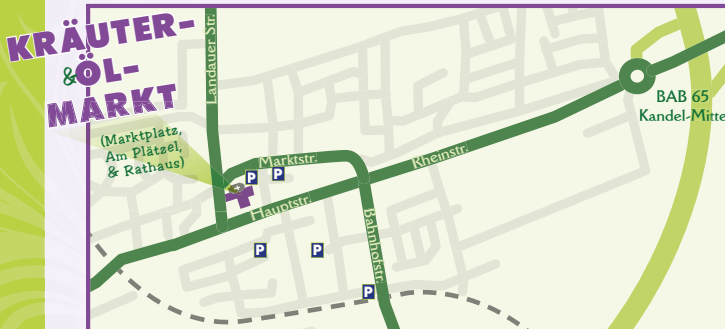 KRÄUTER-
& ÖL-
MARKT
(Marktplatz,
Am Plätzel,
& Rathaus)
Landauer Str.
Marktstr.
Hauptstr.
Rheinstr.
Bahnhofstr.
BAB 65
Kandel-Mitte
P
P
P
P
P